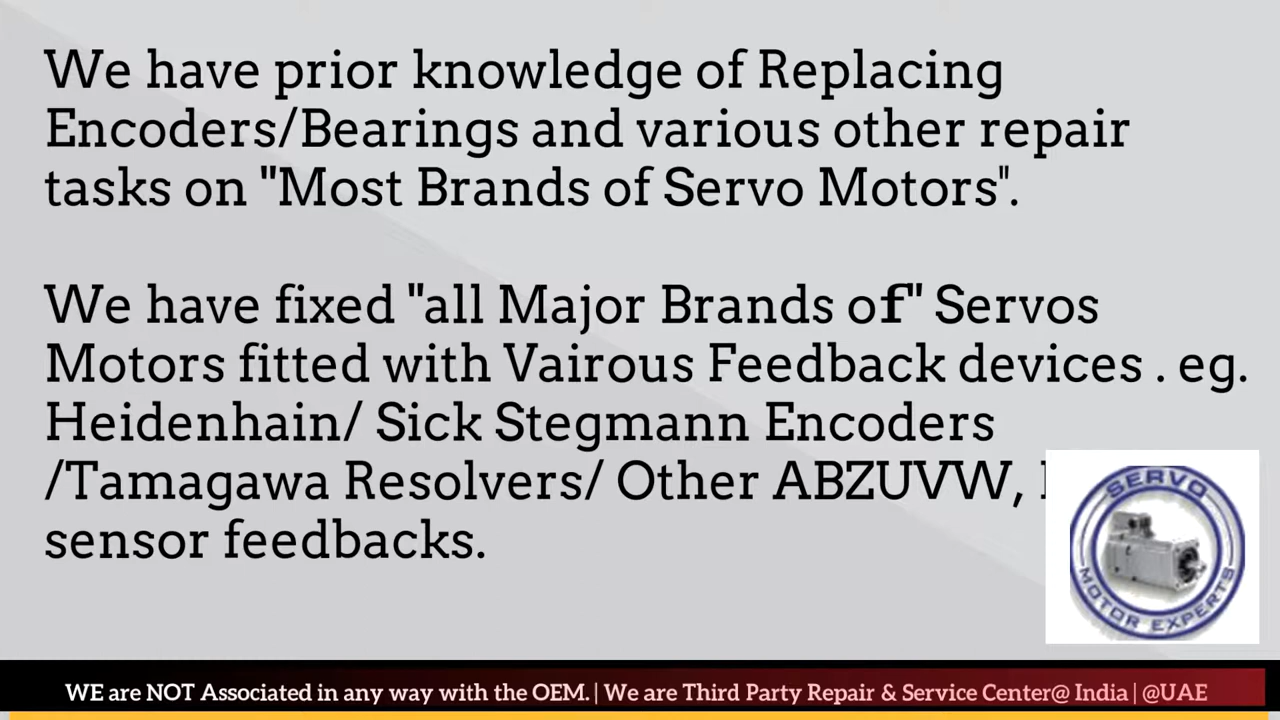 We have prior knowledge of Replacing
Encoders/Bearings and various other repair
tasks on "Most Brands of Servo Motors".
We have fixed "all Major Brands of" Servos
Motors fitted with Vairous Feedback devices . eg.
Heidenhain/ Sick Stegmann Encoders
/Tamagawa Resolvers/ Other ABZUVW,
sensor feedbacks.
SERVO
MOTOR EXPERTS
WE are NOT Associated in any way with the OEM. | We are Third Party Repair & Service Center@ India | @UAE